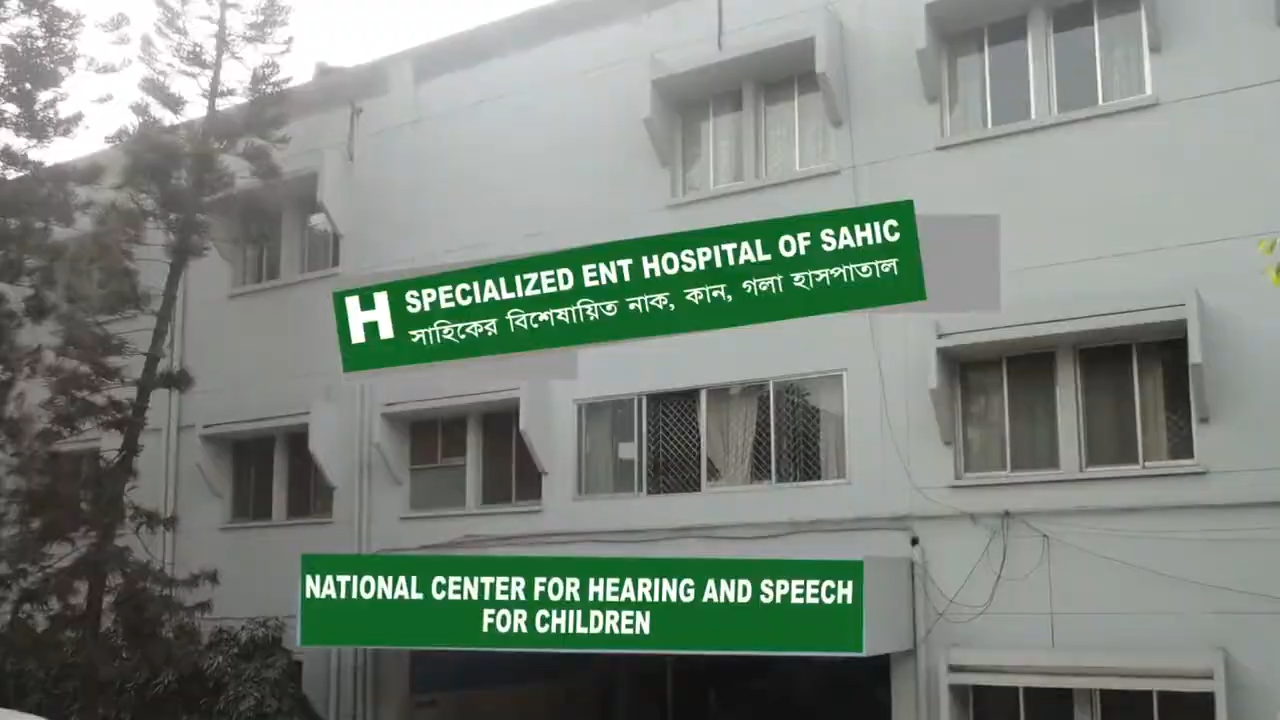 H SPECIALIZED ENT HOSPITAL OF SAHIC
সাহিকের বিশেষায়িত নাক, কান, গলা হাসপাতাল
NATIONAL CENTER FOR HEARING AND SPEECH
FOR CHILDREN